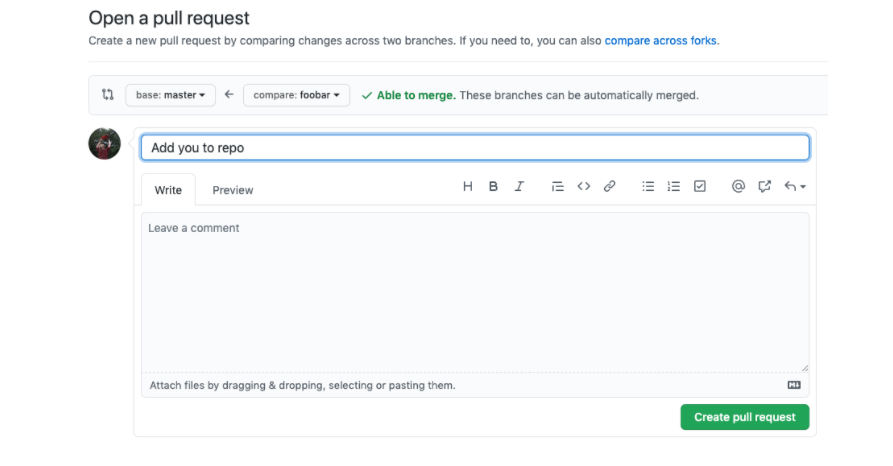 Open a pull request
Create a new pull request by comparing changes across two branches. If you need to, you can also compare across forks.
base: master ← compare: foobar ✓ Able to merge. These branches can be automatically merged.
Add you to repo
Write Preview H B I
Leave a comment
Attach files by dragging & dropping, selecting or pasting them.
Create pull request